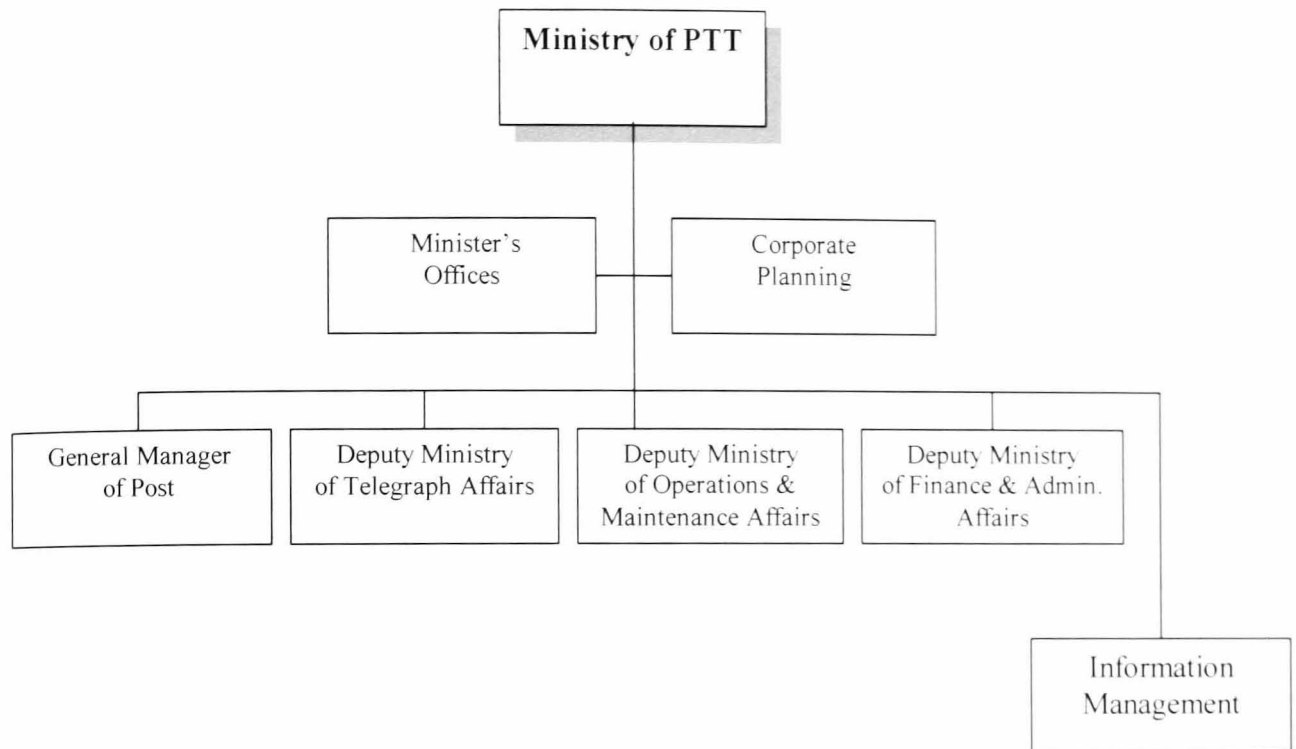 Ministry of PTT
Minister's
Offices
Corporate
Planning
General Manager
of Post
Deputy Ministry
of Telegraph Affairs
Deputy Ministry
of Operations &
Maintenance Affairs
Deputy Ministry
of Finance & Admin.
Affairs
Information
Management